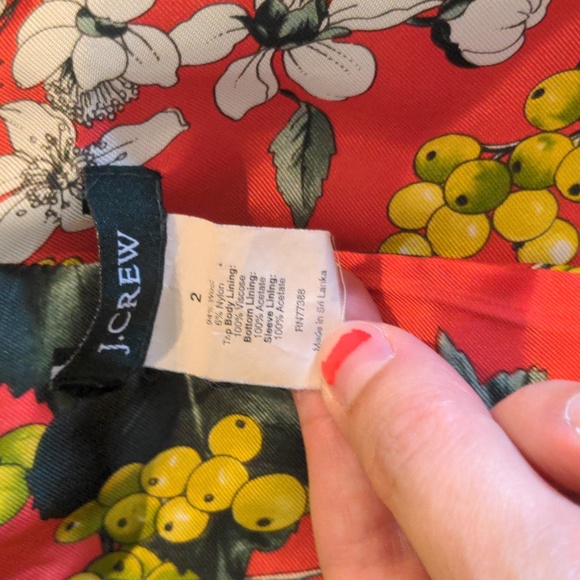 J.CREW
2
94% Wool
6% Nylon
Top Body Lining:
100% Viscose
Bottom Lining:
100% Acetate
Sleeve Lining:
100% Acetate
RN77388
Made in Sri Lanka